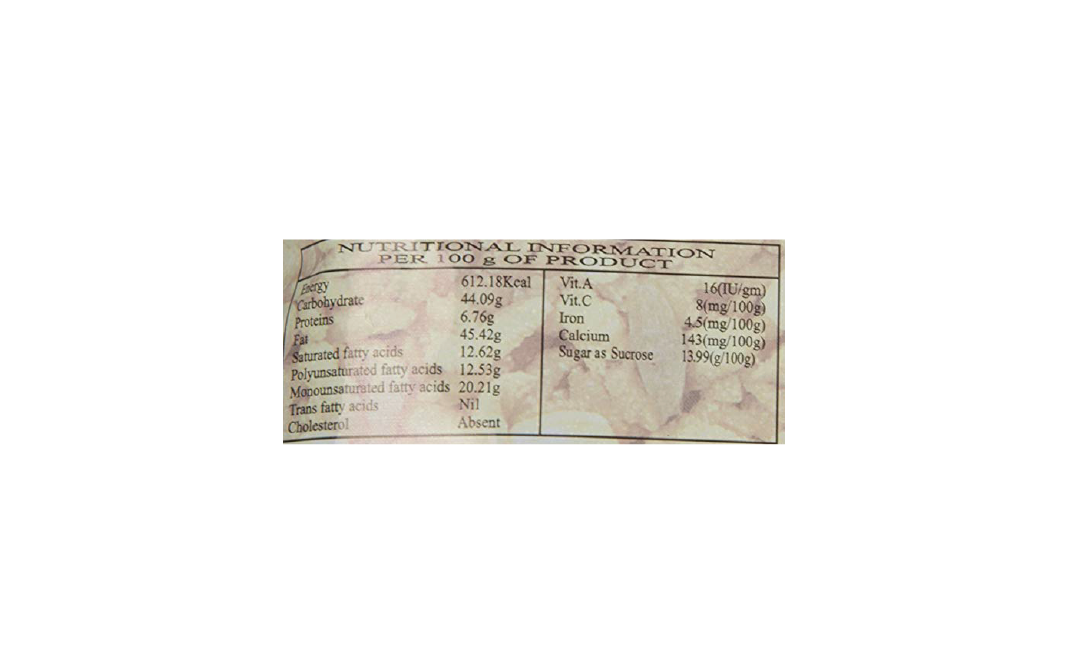 NUTRITIONAL INFORMATION
PER 100 g OF PRODUCT
Energy 612.18Kcal
Carbohydrate 44.09g
Proteins 6.76g
Fat 45.42g
Saturated fatty acids 12.62g
Polyunsaturated fatty acids 12.53g
Monounsaturated fatty acids 20.21g
Trans fatty acids Nil
Cholesterol Absent
Vit.A 16(IU/gm)
Vit.C 8(mg/100g)
Iron 4.5(mg/100g)
Calcium 143(mg/100g)
Sugar as Sucrose 13.99(g/100g)